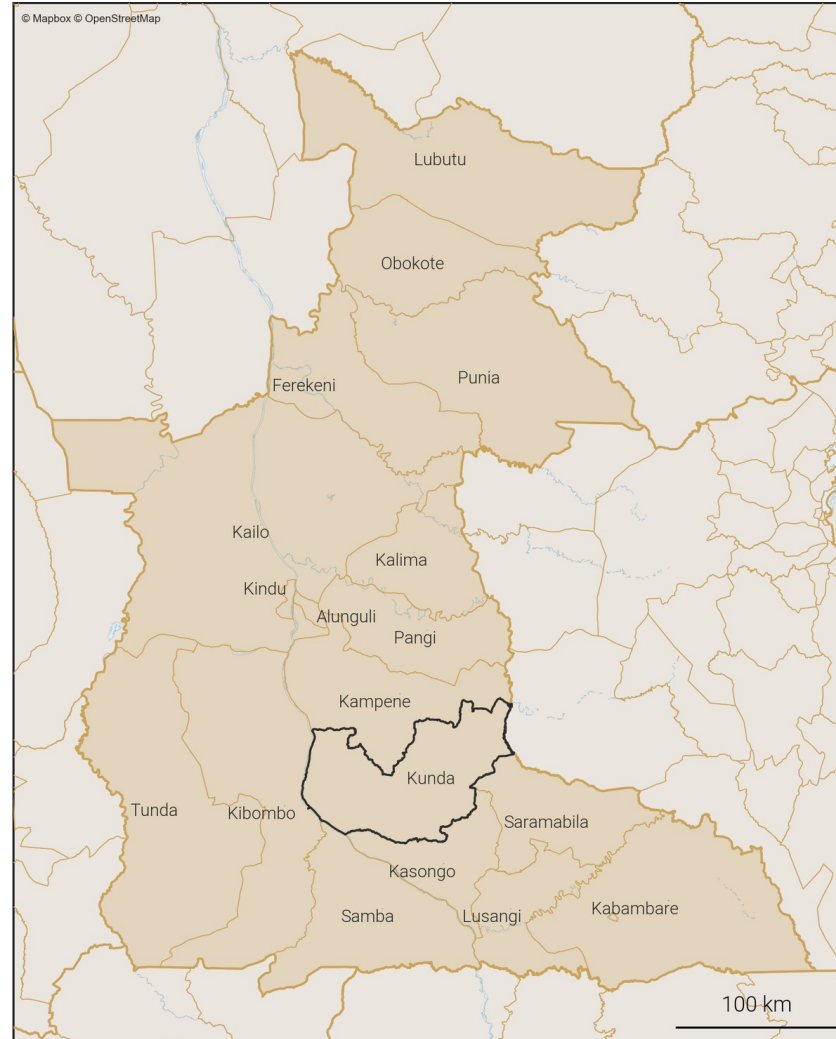 © Mapbox © OpenStreetMap
Lubutu
Obokote
Punia
Ferekeni
Kailo
Kalima
Kindu
Alunguli
Pangi
Kampene
Kunda
Tunda
Kibombo
Saramabila
Kasongo
Samba
Lusangi
Kabambare
100 km